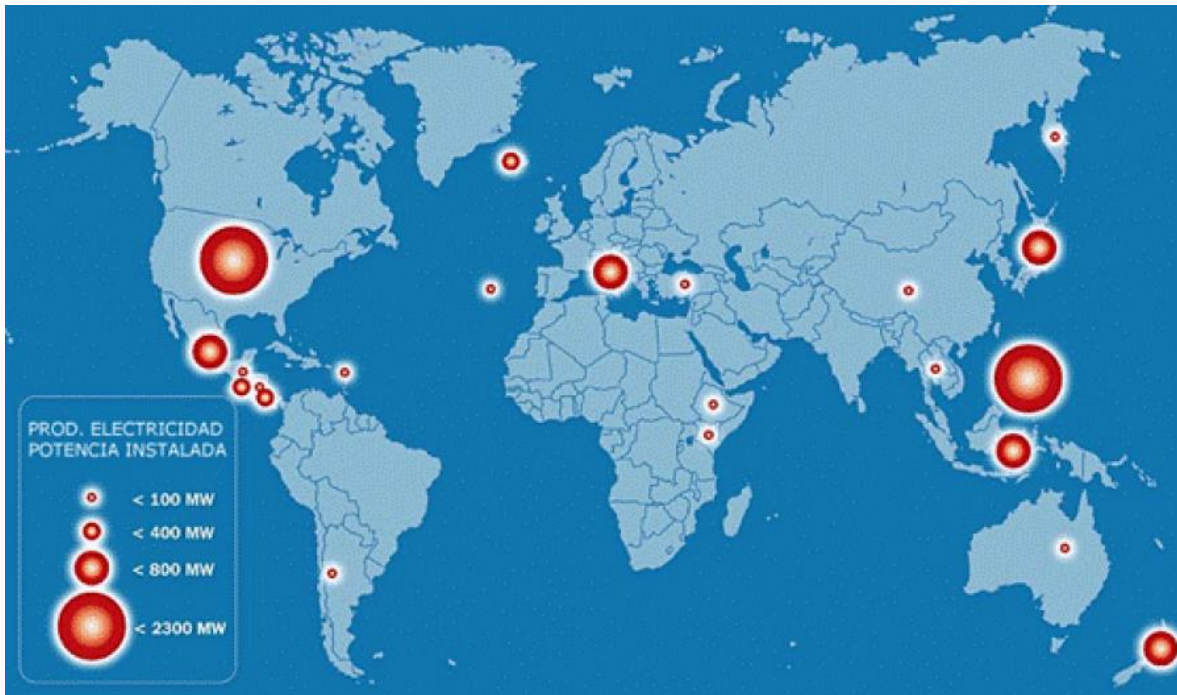 PROD. ELECTRICIDAD
POTENCIA INSTALADA
< 100 MW
< 400 MW
< 800 MW
< 2300 MW